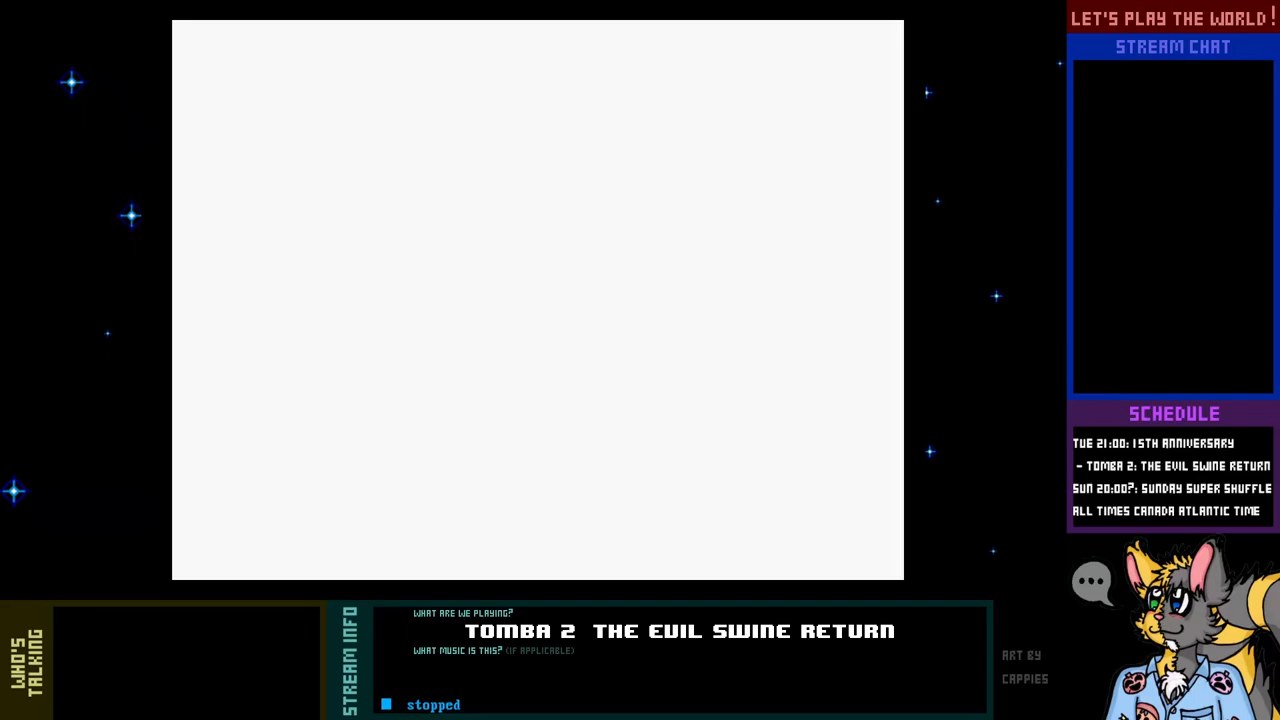 LET'S PLAY THE WORLD!
STREAM CHAT
SCHEDULE
TUE 21:00: 15TH ANNIVERSARY
- TOMBA 2: THE EVIL SWINE RETURN
SUN 20:00?: SUNDAY SUPER SHUFFLE
ALL TIMES CANADA ATLANTIC TIME
WHO'S
TALKING
STREAM INFO
WHAT ARE WE PLAYING?
TOMBA 2 THE EVIL SWINE RETURN
WHAT MUSIC IS THIS? (IF APPLICABLE)
stopped
ART BY
CAPPIES